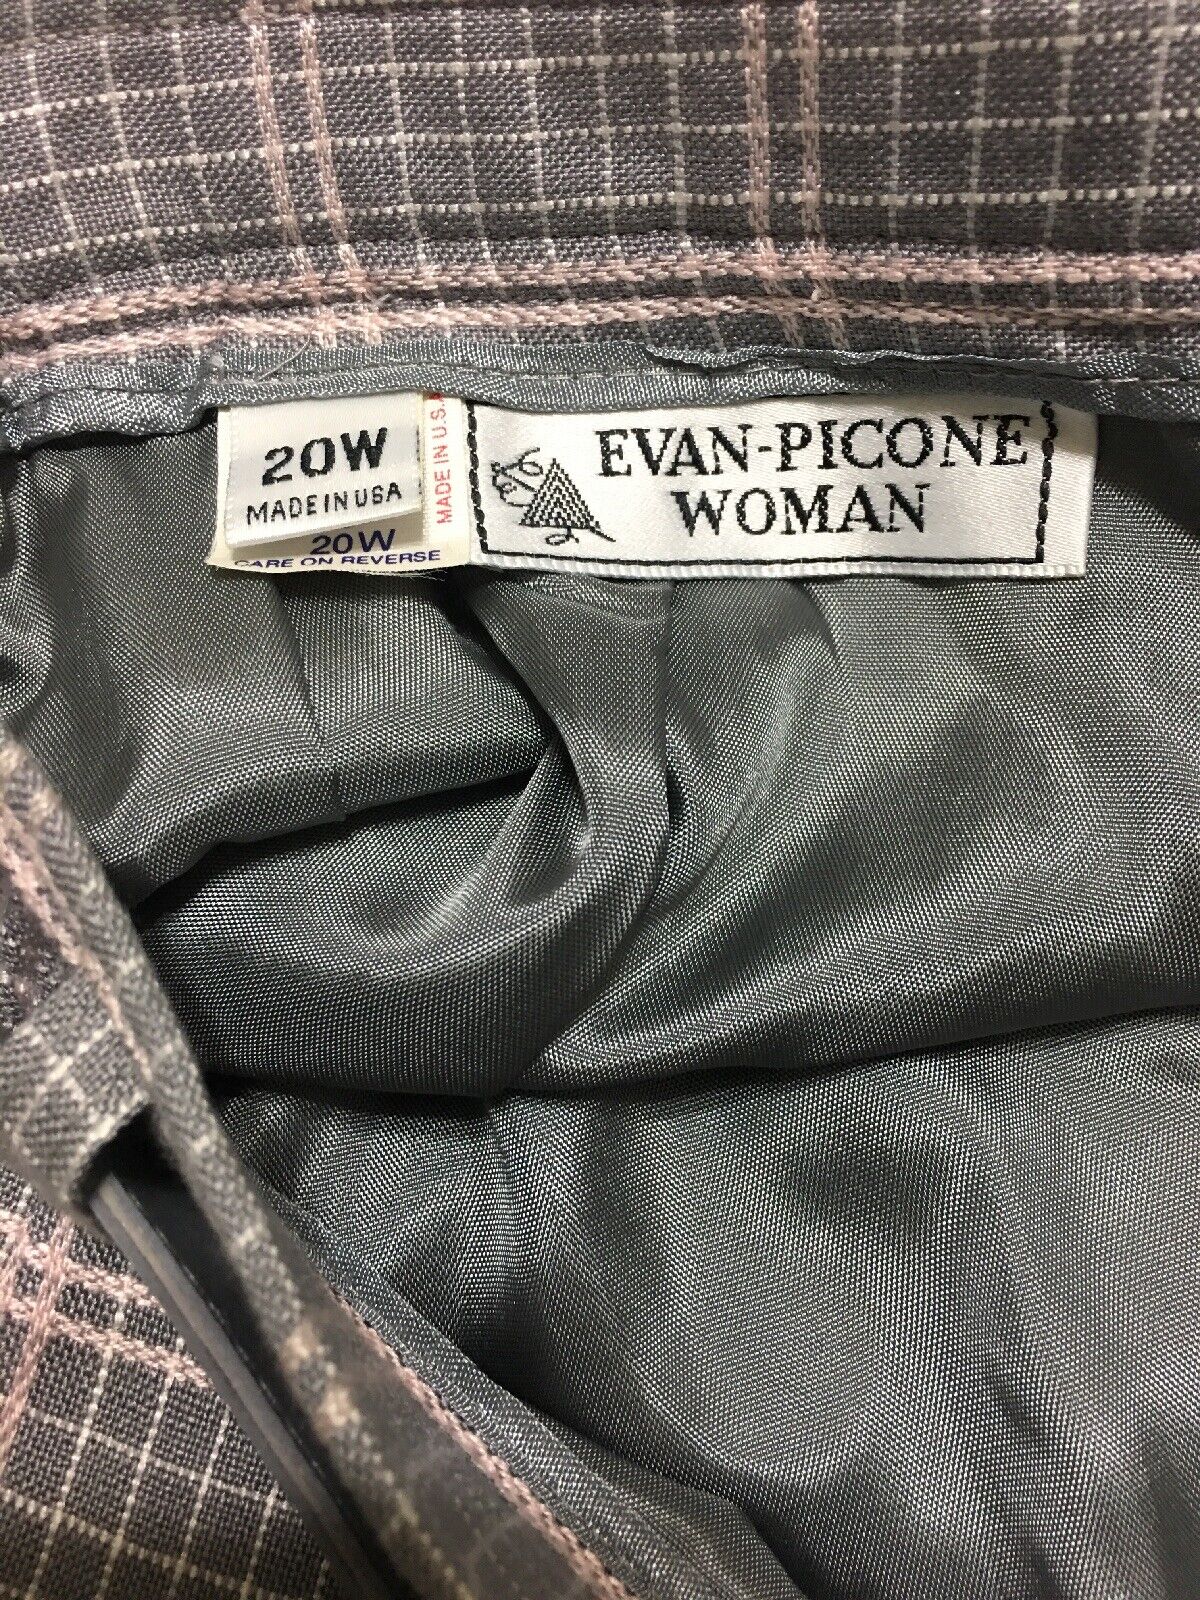 20W
MADE IN USA
20W
CARE ON REVERSE
MADE IN U.S.A.
EVAN-PICONE
WOMAN